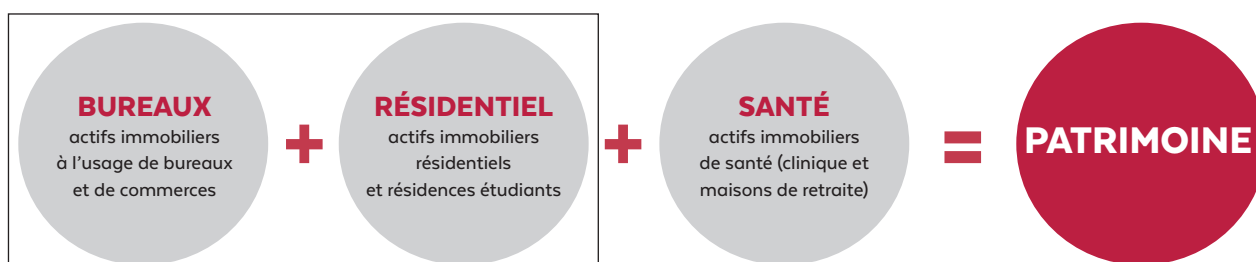 BUREAUX
actifs immobiliers
à l’usage de bureaux
et de commerces
+
RÉSIDENTIEL
actifs immobiliers
résidentiels
et résidences étudiants
+
SANTÉ
actifs immobiliers
de santé (clinique et
maisons de retraite)
=
PATRIMOINE